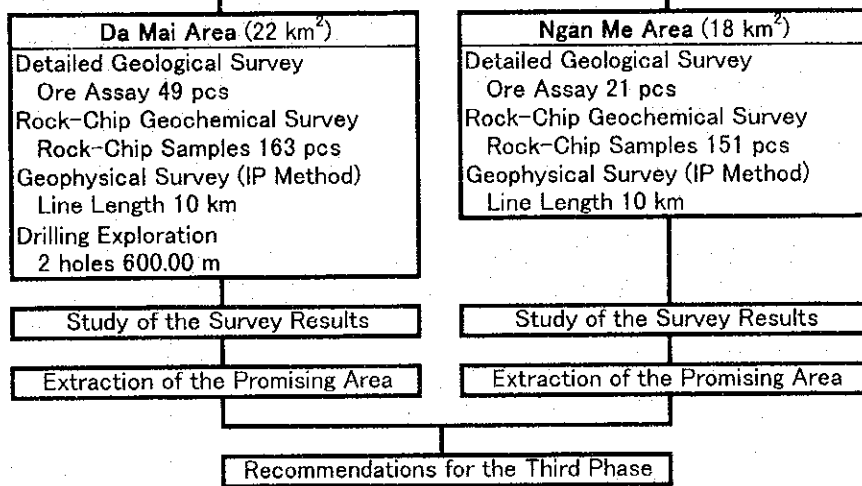 Da Mai Area (22 km²)
Detailed Geological Survey
Ore Assay 49 pcs
Rock-Chip Geochemical Survey
Rock-Chip Samples 163 pcs
Geophysical Survey (IP Method)
Line Length 10 km
Drilling Exploration
2 holes 600.00 m
Study of the Survey Results
Extraction of the Promising Area
Ngan Me Area (18 km²)
Detailed Geological Survey
Ore Assay 21 pcs
Rock-Chip Geochemical Survey
Rock-Chip Samples 151 pcs
Geophysical Survey (IP Method)
Line Length 10 km
Study of the Survey Results
Extraction of the Promising Area
Recommendations for the Third Phase